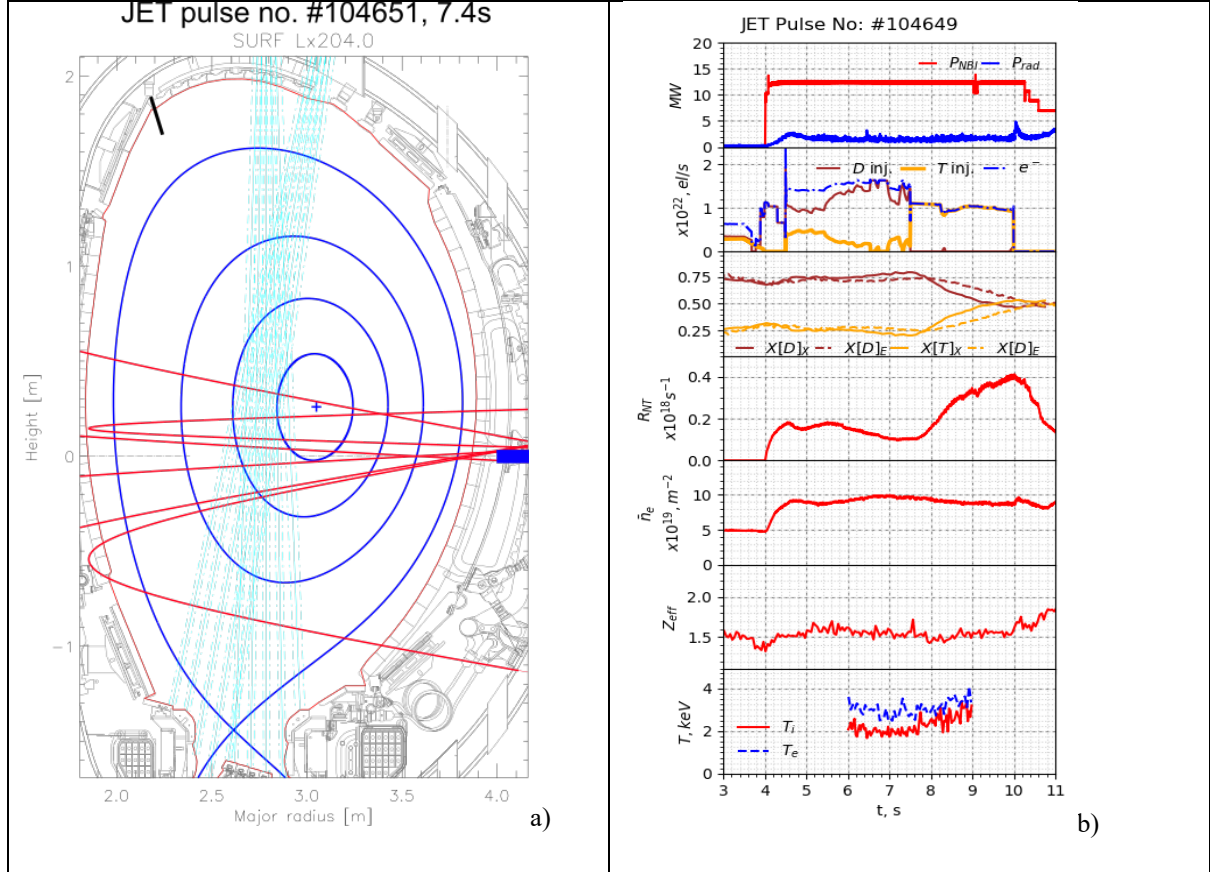 JET pulse no. #104651, 7.4s
SURF Lx204.0
2
1
0
−1
Height [m]
2.0 2.5 3.0 3.5 4.0
Major radius [m]
a)
JET Pulse No: #104649
20
15
10
5
0
MW
P_NBI P_rad
2
1
0
x10^22, el/s
D inj. T inj. e^-
0.75
0.50
0.25
X[D]_X X[D]_E X[T]_X X[D]_E
0.4
0.2
0.0
R_NT
x10^18 s^-1
10
5
0
n̄_e
x10^19, m^-2
2.0
1.5
Z_eff
4
2
0
T, keV
T_i
T_e
3 4 5 6 7 8 9 10 11
t, s
b)